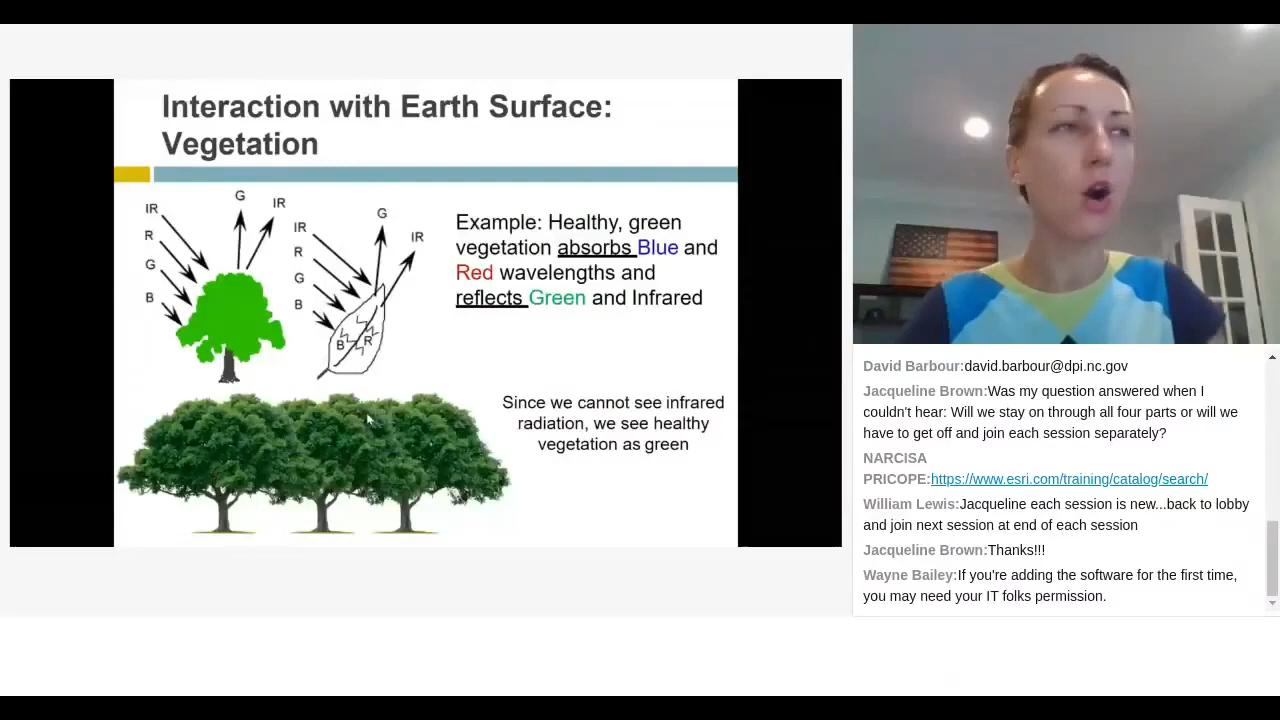 Interaction with Earth Surface:
Vegetation
IR
R
G
B
G
IR
IR
R
G
B
G
IR
B
R
Example: Healthy, green
vegetation absorbs Blue and
Red wavelengths and
reflects Green and Infrared
Since we cannot see infrared
radiation, we see healthy
vegetation as green
David Barbour:david.barbour@dpi.nc.gov
Jacqueline Brown:Was my question answered when I
couldn't hear: Will we stay on through all four parts or will we
have to get off and join each session separately?
NARCISA
PRICOPE:https://www.esri.com/training/catalog/search/
William Lewis:Jacqueline each session is new...back to lobby
and join next session at end of each session
Jacqueline Brown:Thanks!!!
Wayne Bailey:If you're adding the software for the first time,
you may need your IT folks permission.